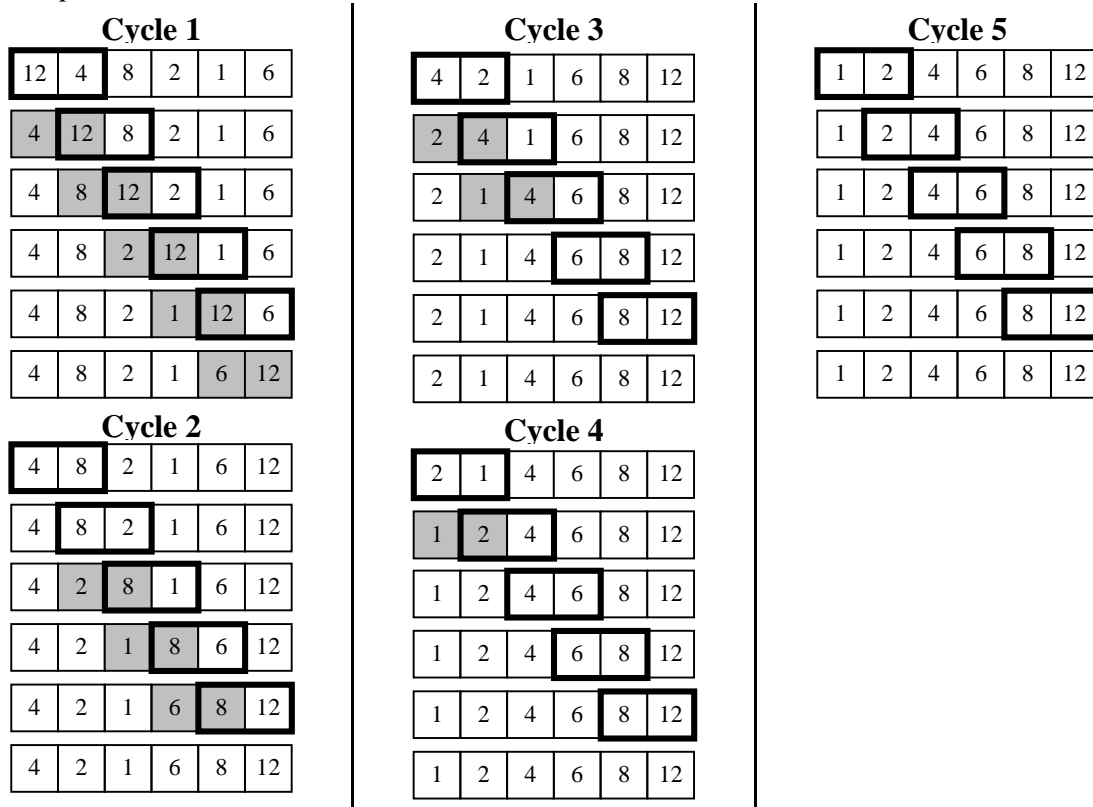 Cycle 1
12 4 8 2 1 6
4 12 8 2 1 6
4 8 12 2 1 6
4 8 2 12 1 6
4 8 2 1 12 6
4 8 2 1 6 12
Cycle 2
4 8 2 1 6 12
4 8 2 1 6 12
4 2 8 1 6 12
4 2 1 8 6 12
4 2 1 6 8 12
4 2 1 6 8 12
Cycle 3
4 2 1 6 8 12
2 4 1 6 8 12
2 1 4 6 8 12
2 1 4 6 8 12
2 1 4 6 8 12
2 1 4 6 8 12
Cycle 4
2 1 4 6 8 12
1 2 4 6 8 12
1 2 4 6 8 12
1 2 4 6 8 12
1 2 4 6 8 12
1 2 4 6 8 12
Cycle 5
1 2 4 6 8 12
1 2 4 6 8 12
1 2 4 6 8 12
1 2 4 6 8 12
1 2 4 6 8 12
1 2 4 6 8 12